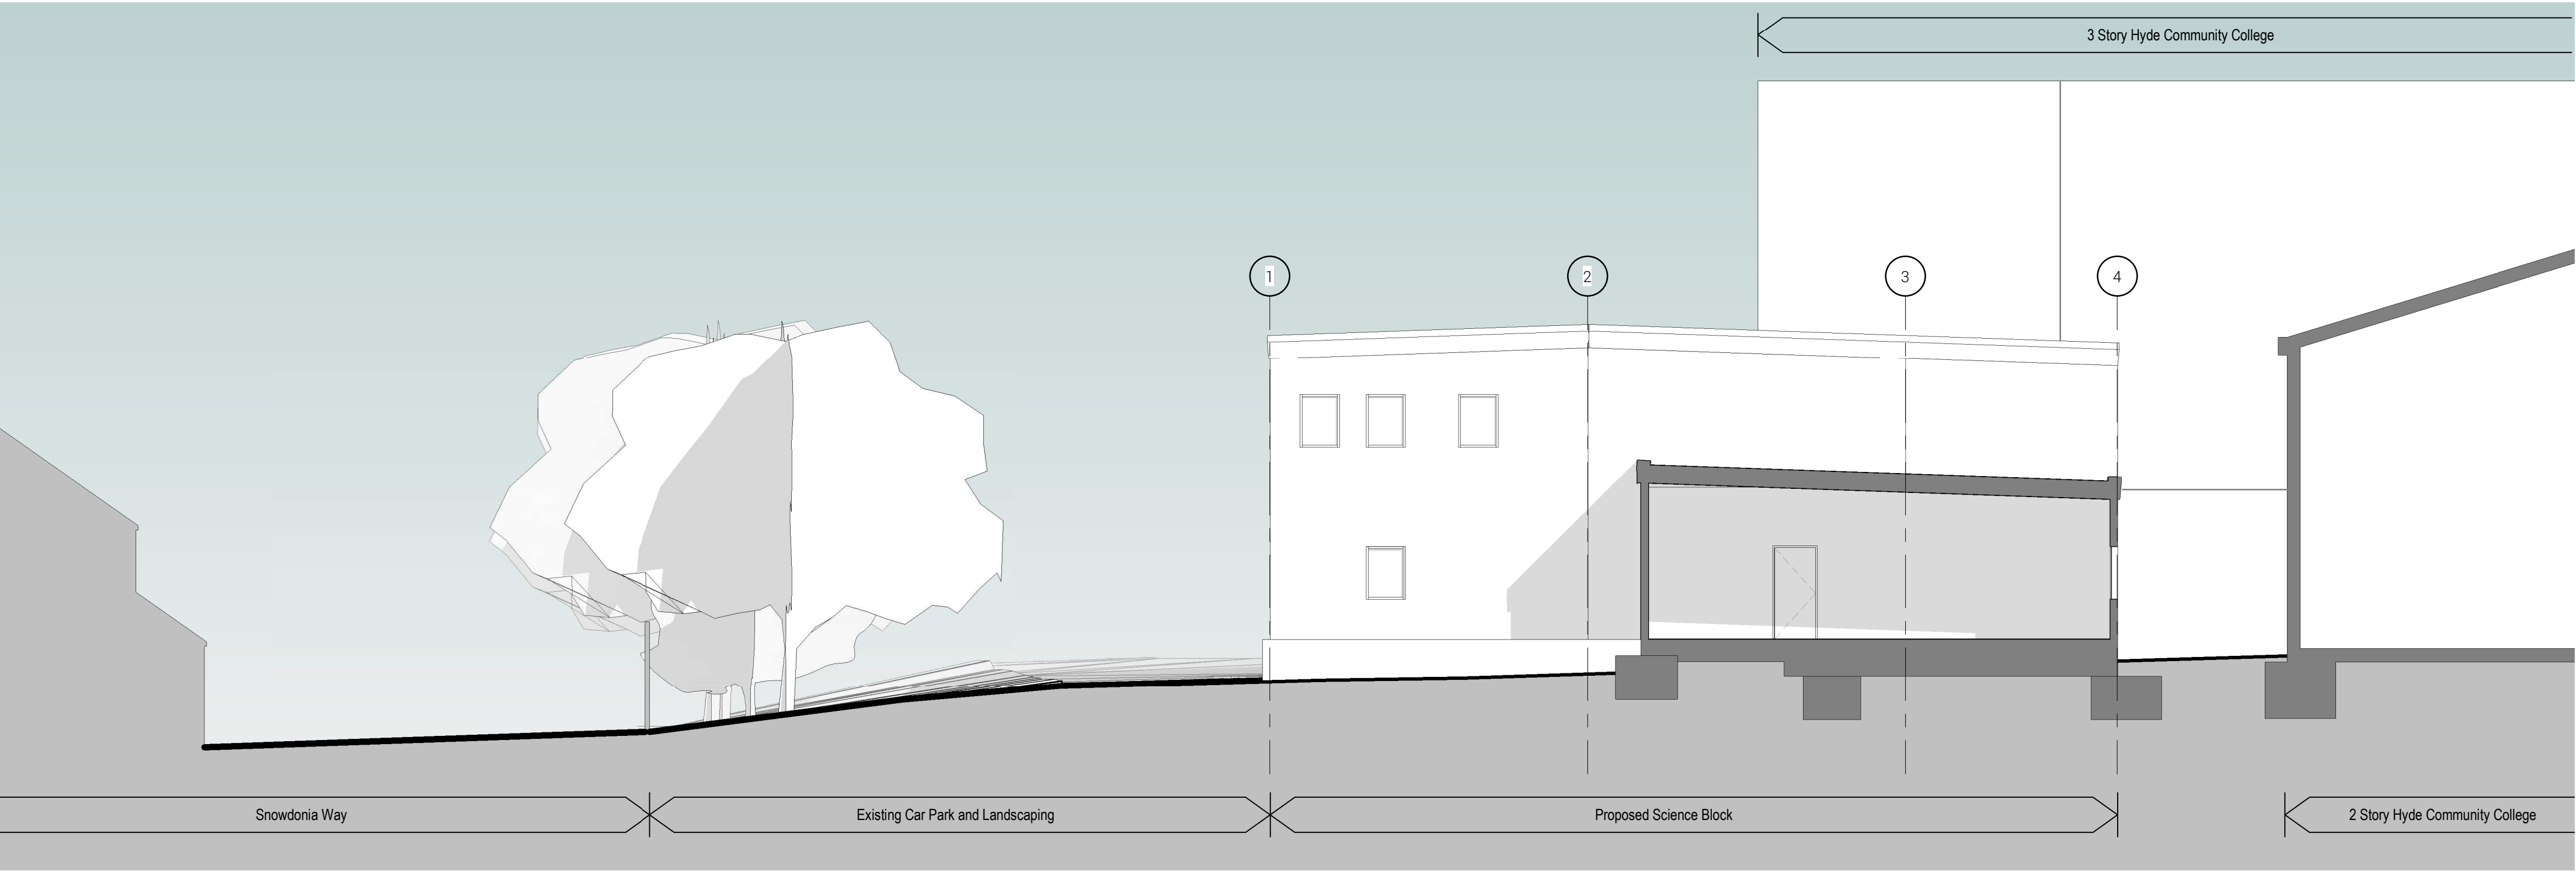 3 Story Hyde Community College
1
2
3
4
Snowdonia Way
Existing Car Park and Landscaping
Proposed Science Block
2 Story Hyde Community College